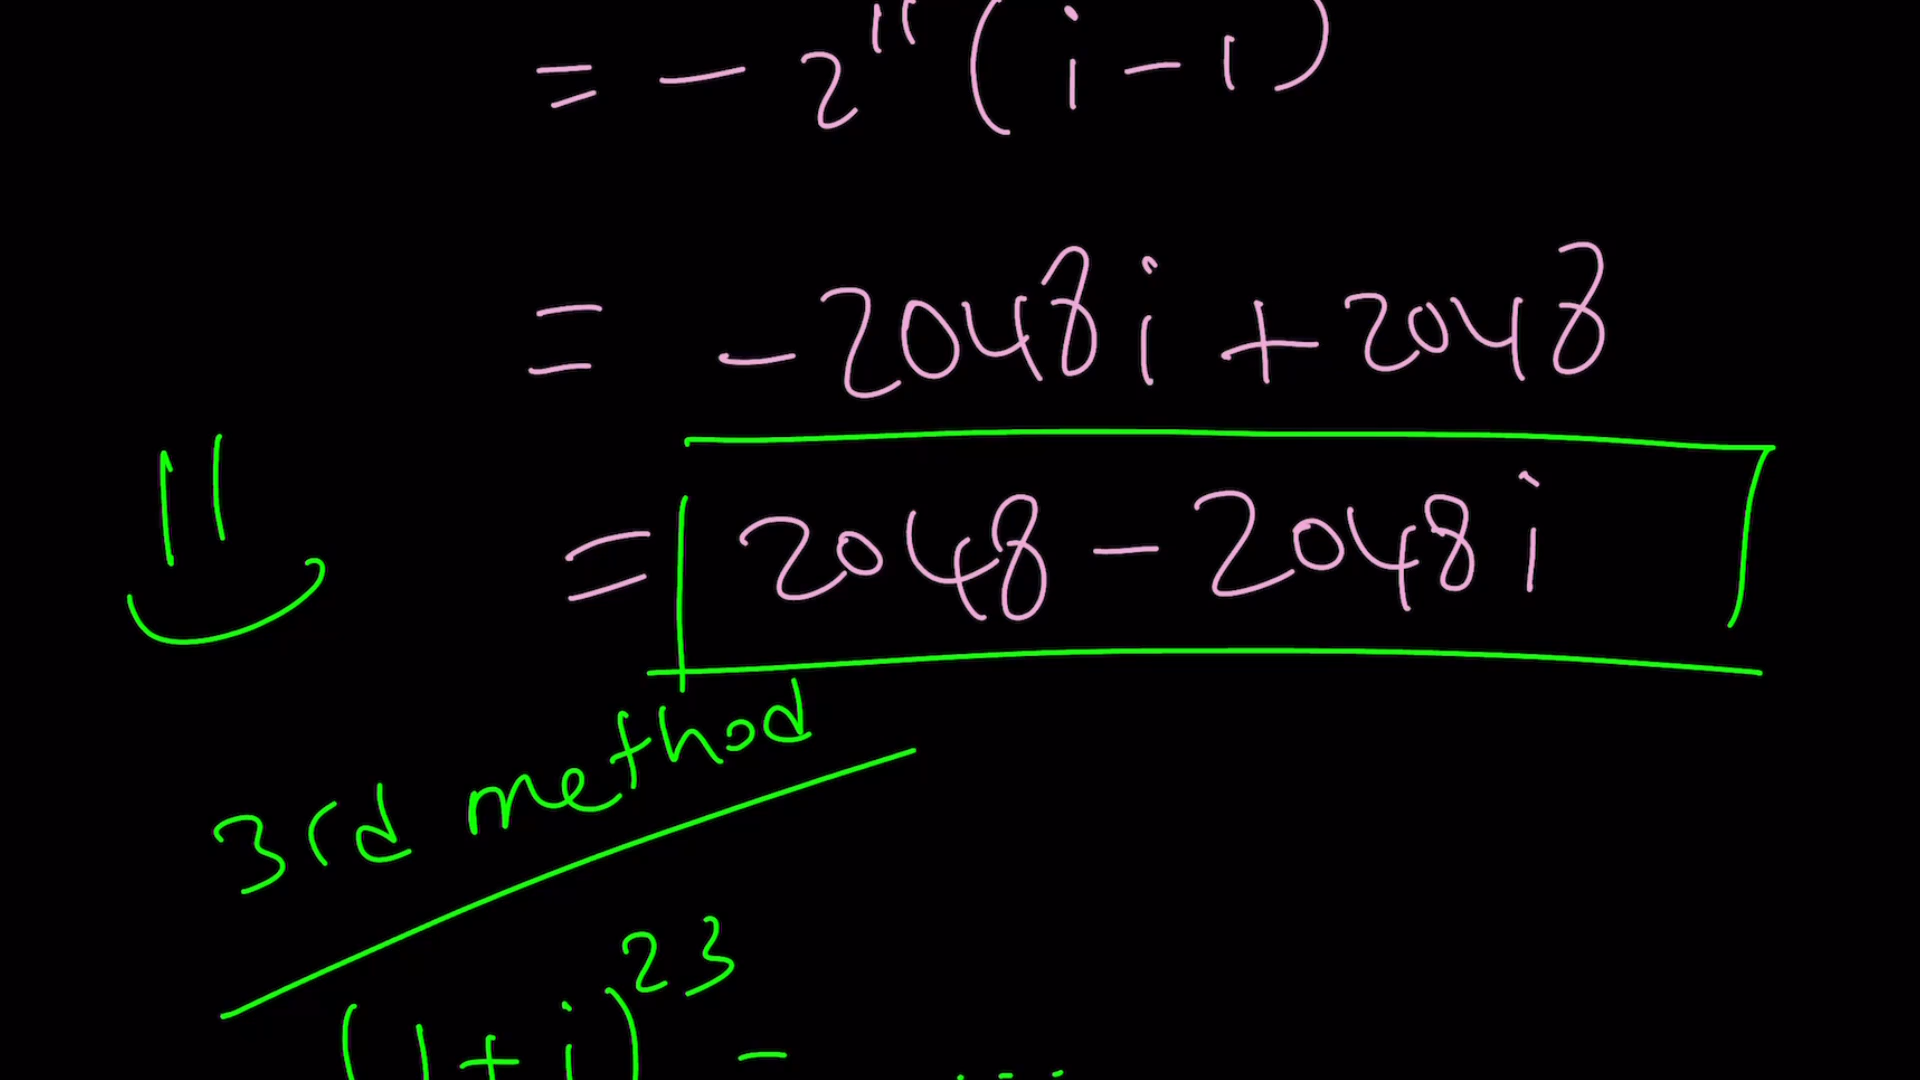 = - 2¹¹ (i - 1)
= - 2048i + 2048
= 2048 - 2048i
3rd method
(1 + i)²³ =